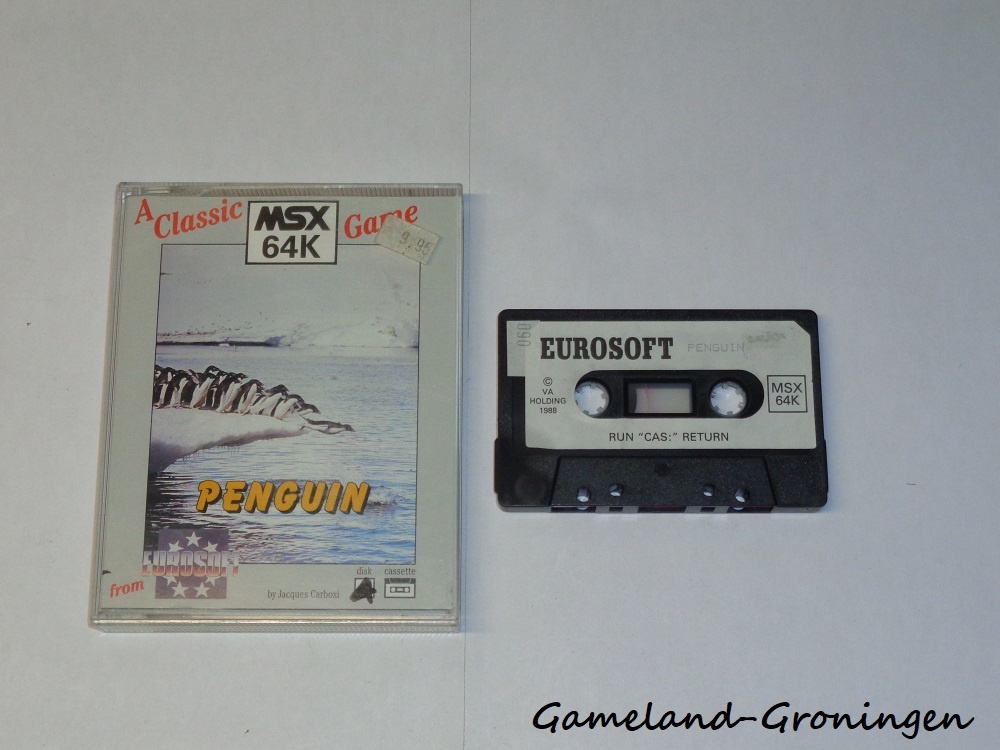 A Classic MSX 64K Game
9.95
PENGUIN
EUROSOFT
from
by Jacques Carboxi
disk
cassette
060
EUROSOFT PENGUIN
© VA HOLDING 1988
MSX 64K
RUN "CAS:" RETURN
Gameland-Groningen